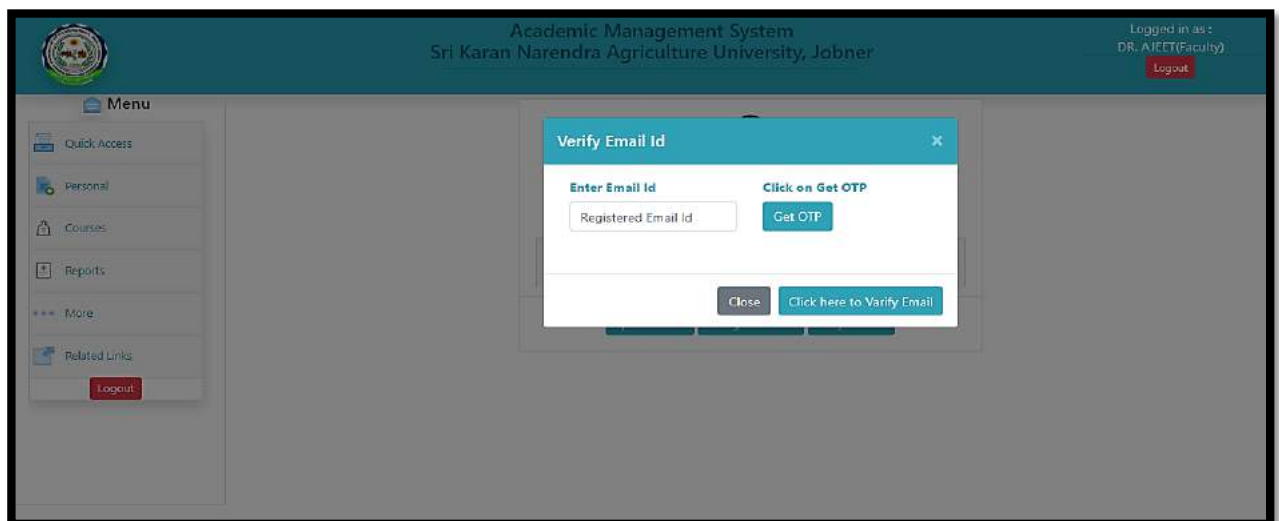 Academic Management System
Sri Karan Narendra Agriculture University, Jobner
Logged in as :
DR. AJEET(Faculty)
Logout
Menu
Quick Access
Personal
Courses
Reports
More
Related Links
Logout
Verify Email Id
×
Enter Email Id
Click on Get OTP
Registered Email Id
Get OTP
Close
Click here to Varify Email